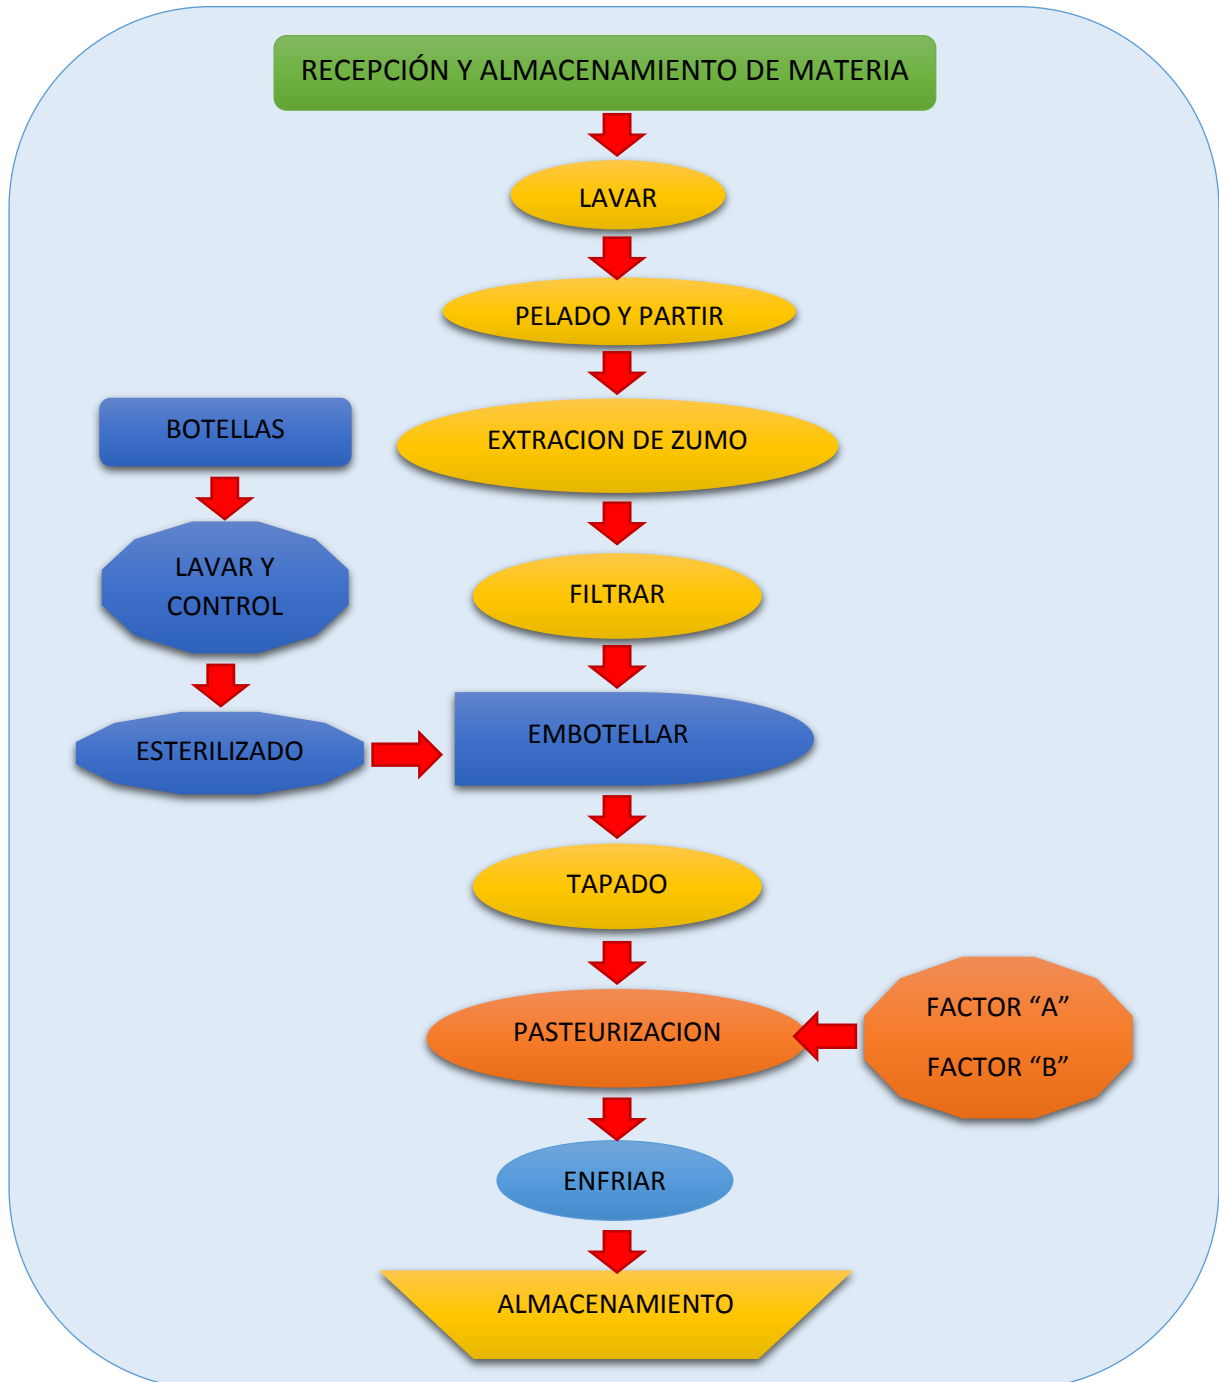 RECEPCIÓN Y ALMACENAMIENTO DE MATERIA
LAVAR
PELADO Y PARTIR
BOTELLAS
EXTRACION DE ZUMO
LAVAR Y
CONTROL
FILTRAR
ESTERILIZADO
EMBOTELLAR
TAPADO
PASTEURIZACION
FACTOR “A”
FACTOR “B”
ENFRIAR
ALMACENAMIENTO